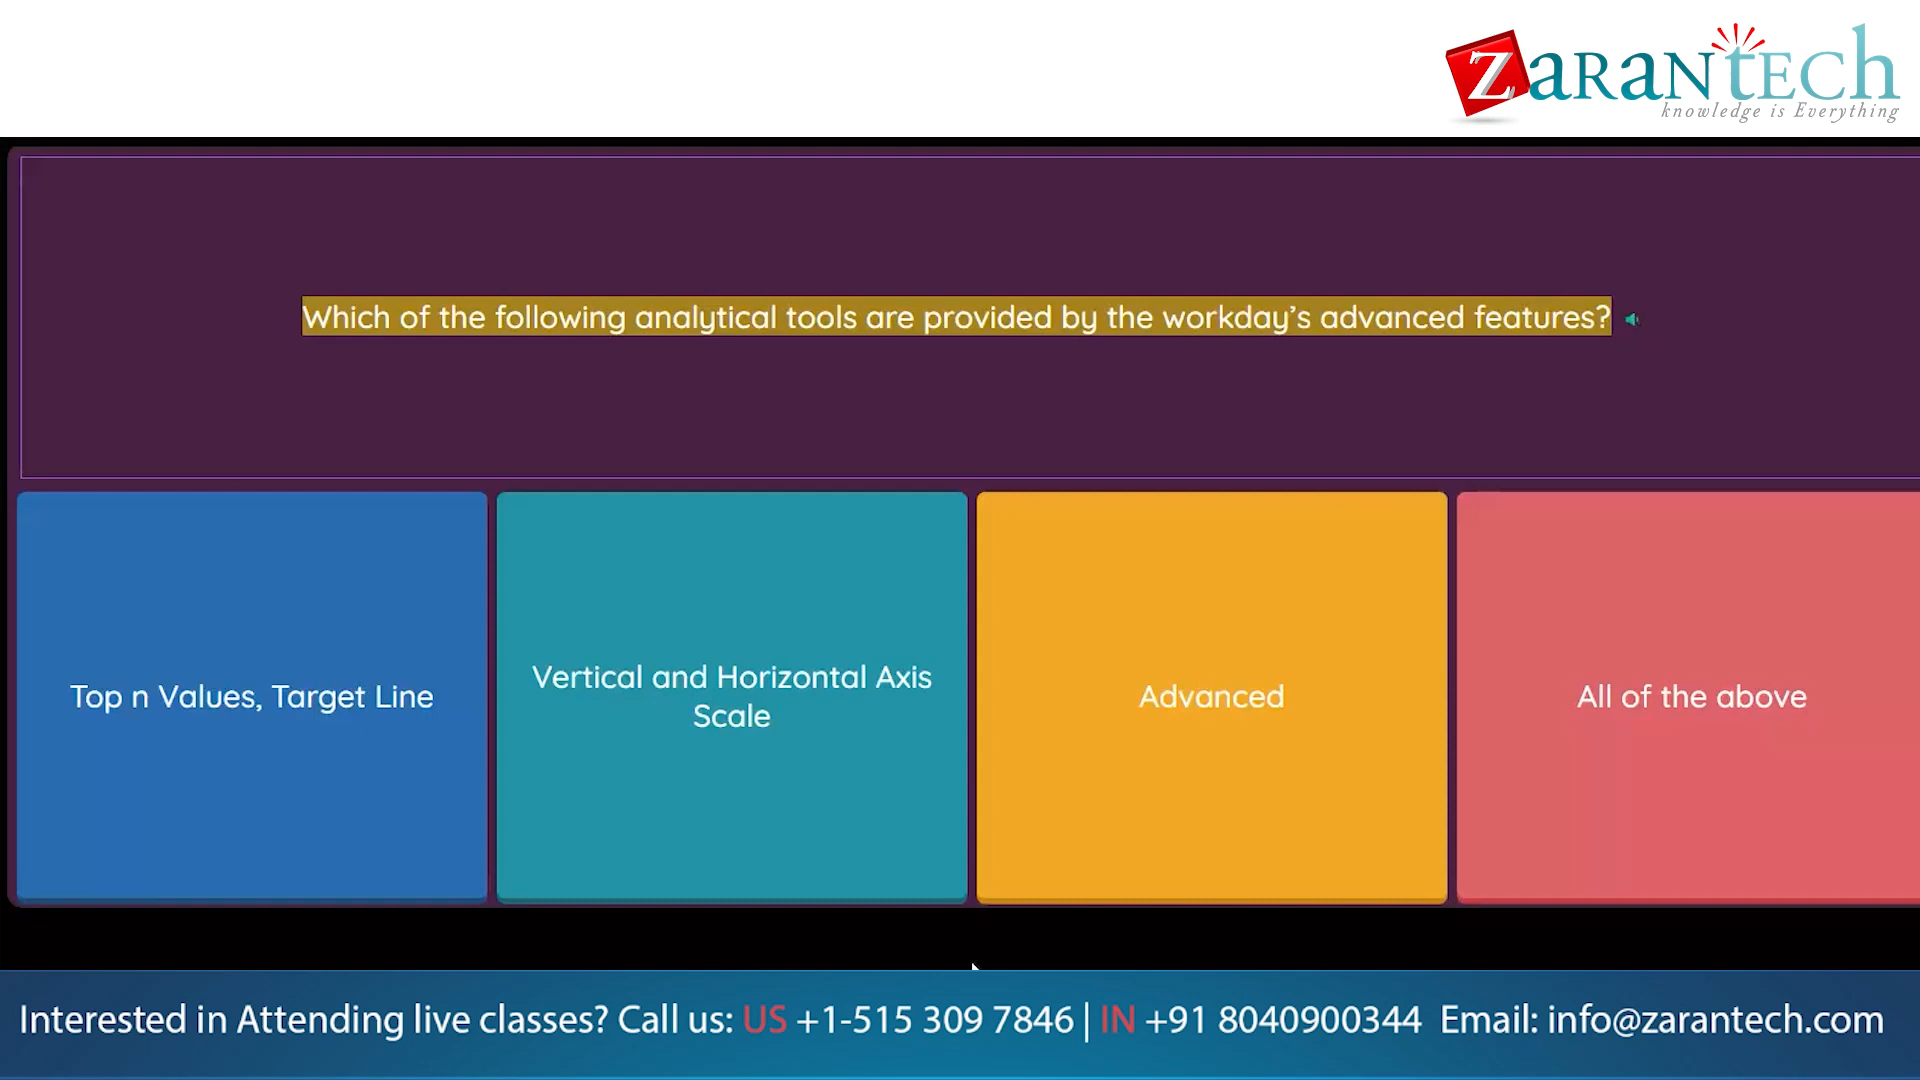 ZaranTech
knowledge is Everything
Which of the following analytical tools are provided by the workday’s advanced features?
Top n Values, Target Line
Vertical and Horizontal Axis
Scale
Advanced
All of the above
Interested in Attending live classes? Call us: US +1-515 309 7846 | IN +91 8040900344 Email: info@zarantech.com